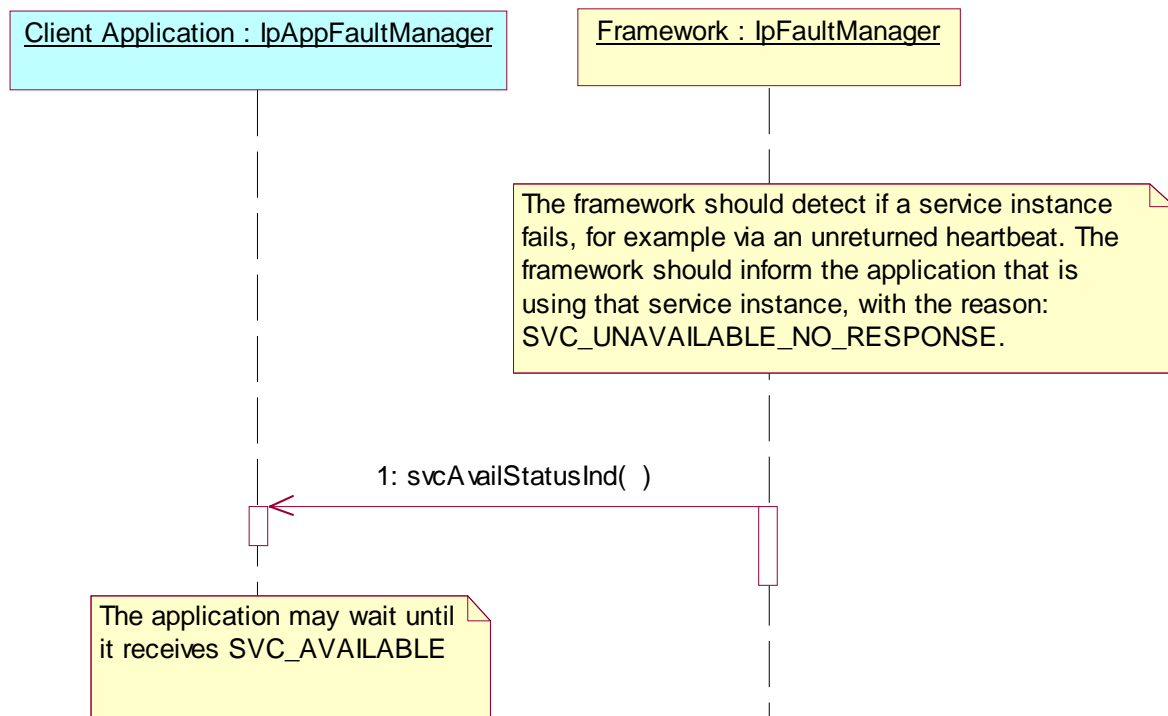 Client Application : IpAppFaultManager
Framework : IpFaultManager
The framework should detect if a service instance
fails, for example via an unreturned heartbeat. The
framework should inform the application that is
using that service instance, with the reason:
SVC_UNAVAILABLE_NO_RESPONSE.
1: svcAvailStatusInd( )
The application may wait until
it receives SVC_AVAILABLE